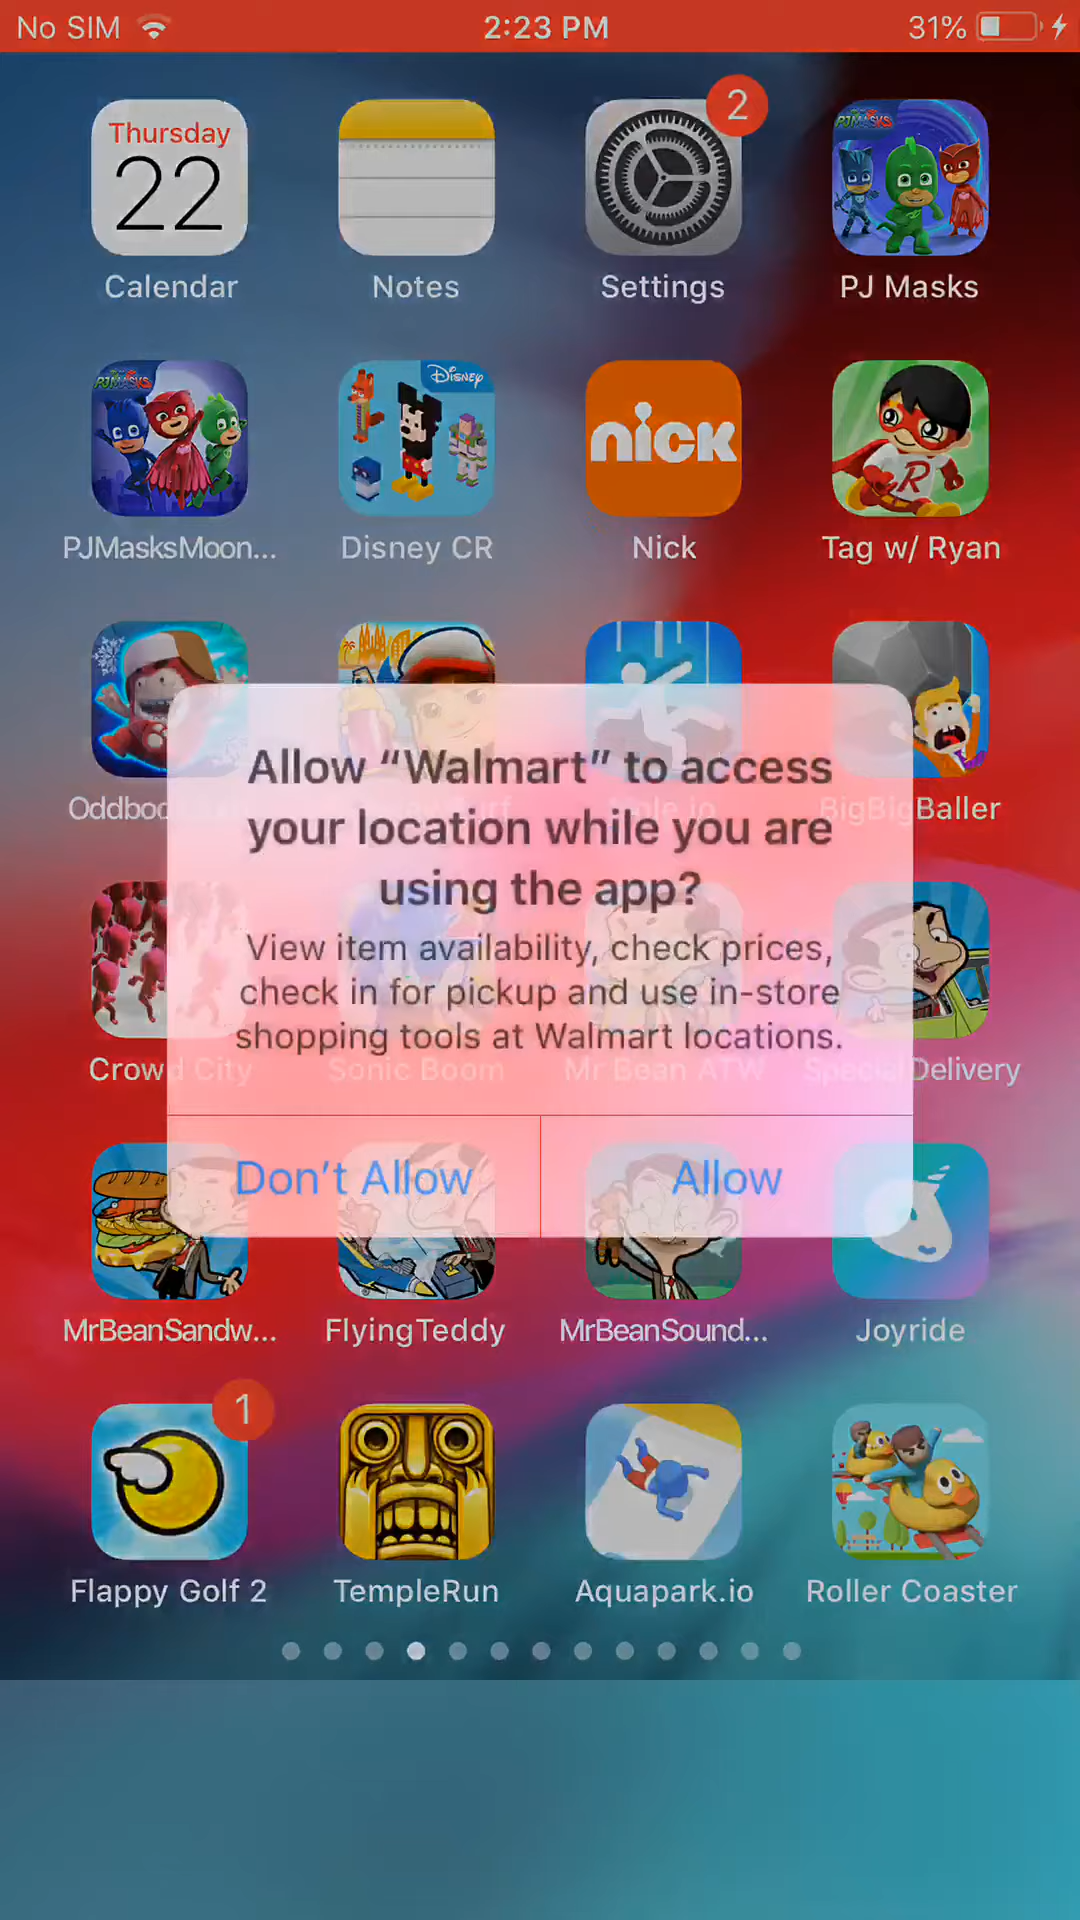 No SIM 2:23 PM 31%
2
Thursday
22
PJMASKS
Calendar Notes Settings PJ Masks
PJMASKS
Disney
nick
R
PJMasksMoon... Disney CR Nick Tag w/ Ryan
Allow “Walmart” to access
your location while you are
using the app?
BigBigBaller
View item availability, check prices,
check in for pickup and use in-store
shopping tools at Walmart locations.
Crowd City Sonic Boom Mr Bean ATW Special Delivery
Don’t Allow Allow
MrBeanSandw... FlyingTeddy MrBeanSound... Joyride
1
Flappy Golf 2 TempleRun Aquapark.io Roller Coaster